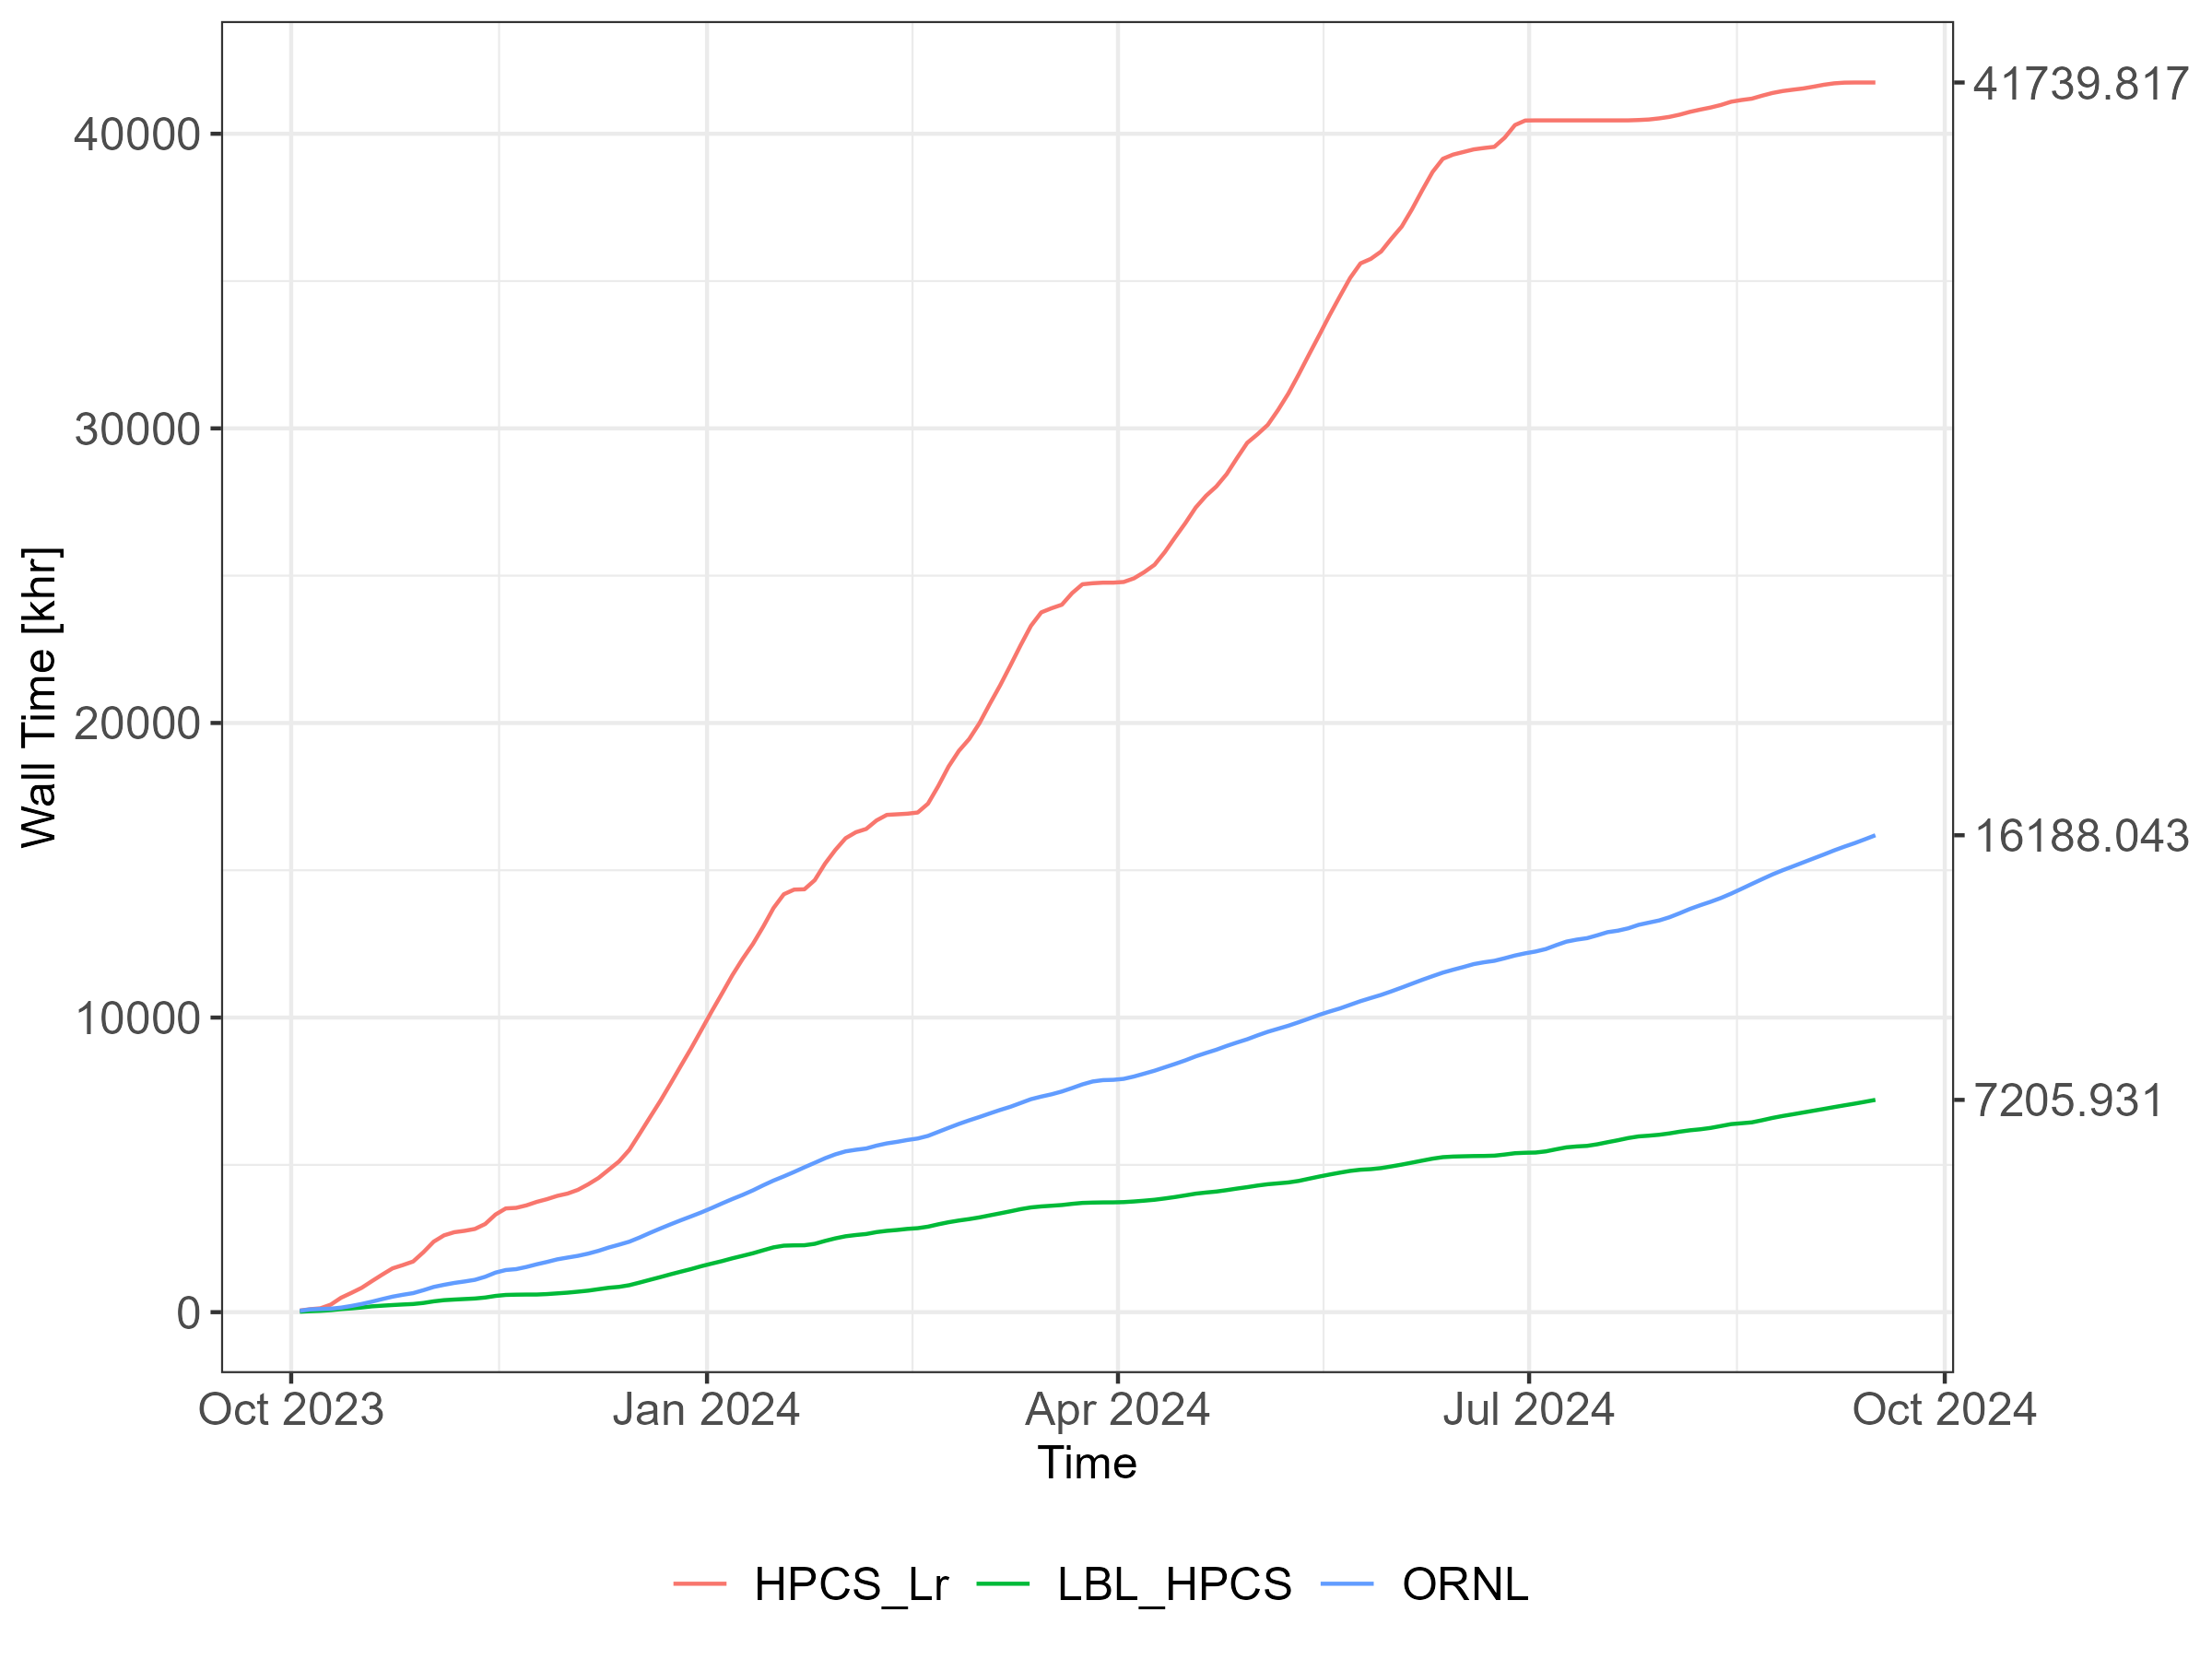 41739.817
40000
30000
20000
16188.043
10000
7205.931
0
Wall Time [khr]
Oct 2023 Jan 2024 Apr 2024 Jul 2024 Oct 2024
Time
HPCS_Lr LBL_HPCS ORNL